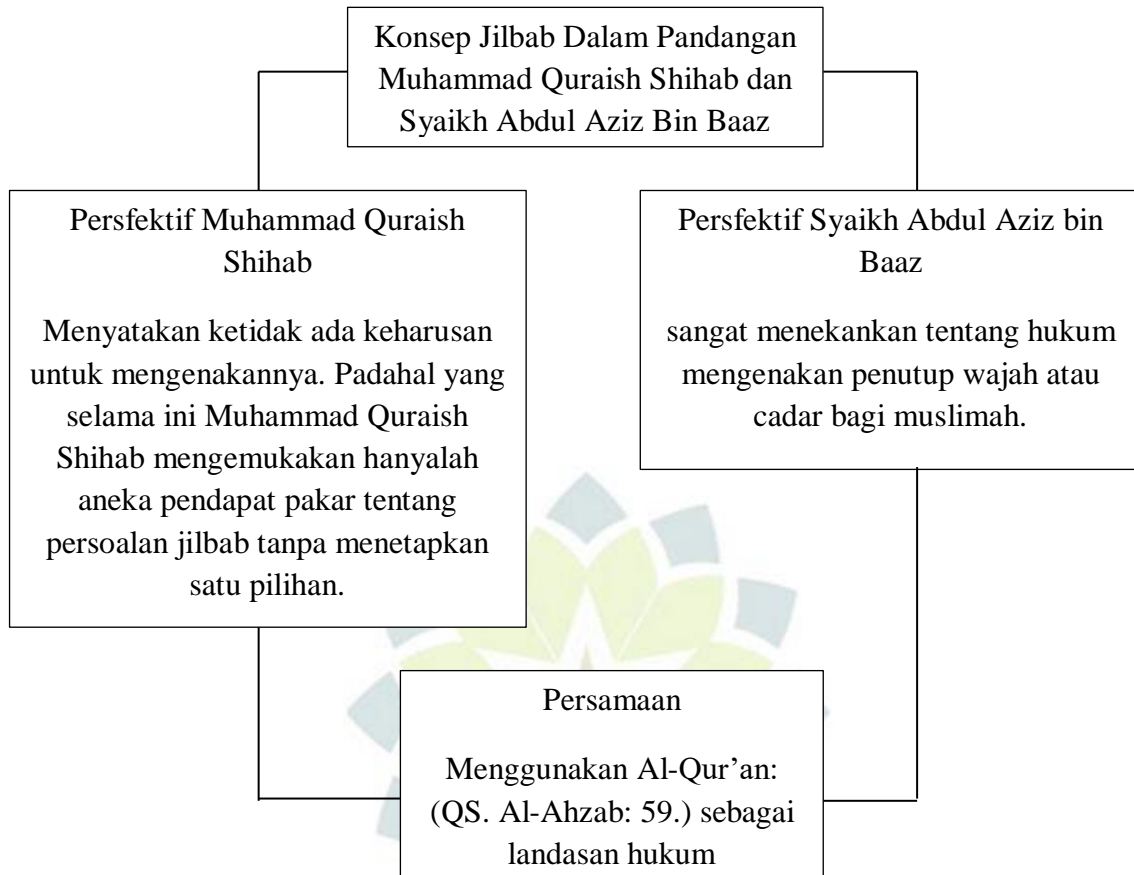 Konsep Jilbab Dalam Pandangan
Muhammad Quraish Shihab dan
Syaikh Abdul Aziz Bin Baaz
Persfektif Muhammad Quraish
Shihab
Menyatakan ketidak ada keharusan
untuk mengenakannya. Padahal yang
selama ini Muhammad Quraish
Shihab mengemukakan hanyalah
aneka pendapat pakar tentang
persoalan jilbab tanpa menetapkan
satu pilihan.
Persfektif Syaikh Abdul Aziz bin
Baaz
sangat menekankan tentang hukum
mengenakan penutup wajah atau
cadar bagi muslimah.
Persamaan
Menggunakan Al-Qur’an:
(QS. Al-Ahzab: 59.) sebagai
landasan hukum